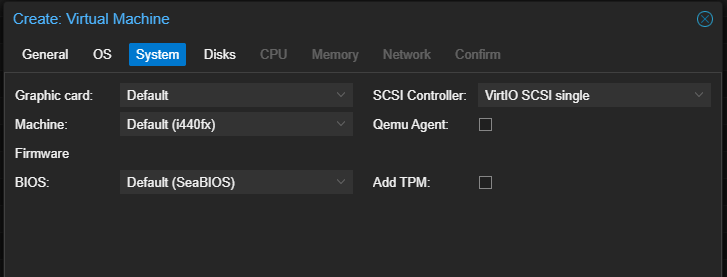 Create: Virtual Machine
General OS System Disks CPU Memory Network Confirm
Graphic card: Default SCSI Controller: VirtIO SCSI single
Machine: Default (i440fx) Qemu Agent:
Firmware
BIOS: Default (SeaBIOS) Add TPM: